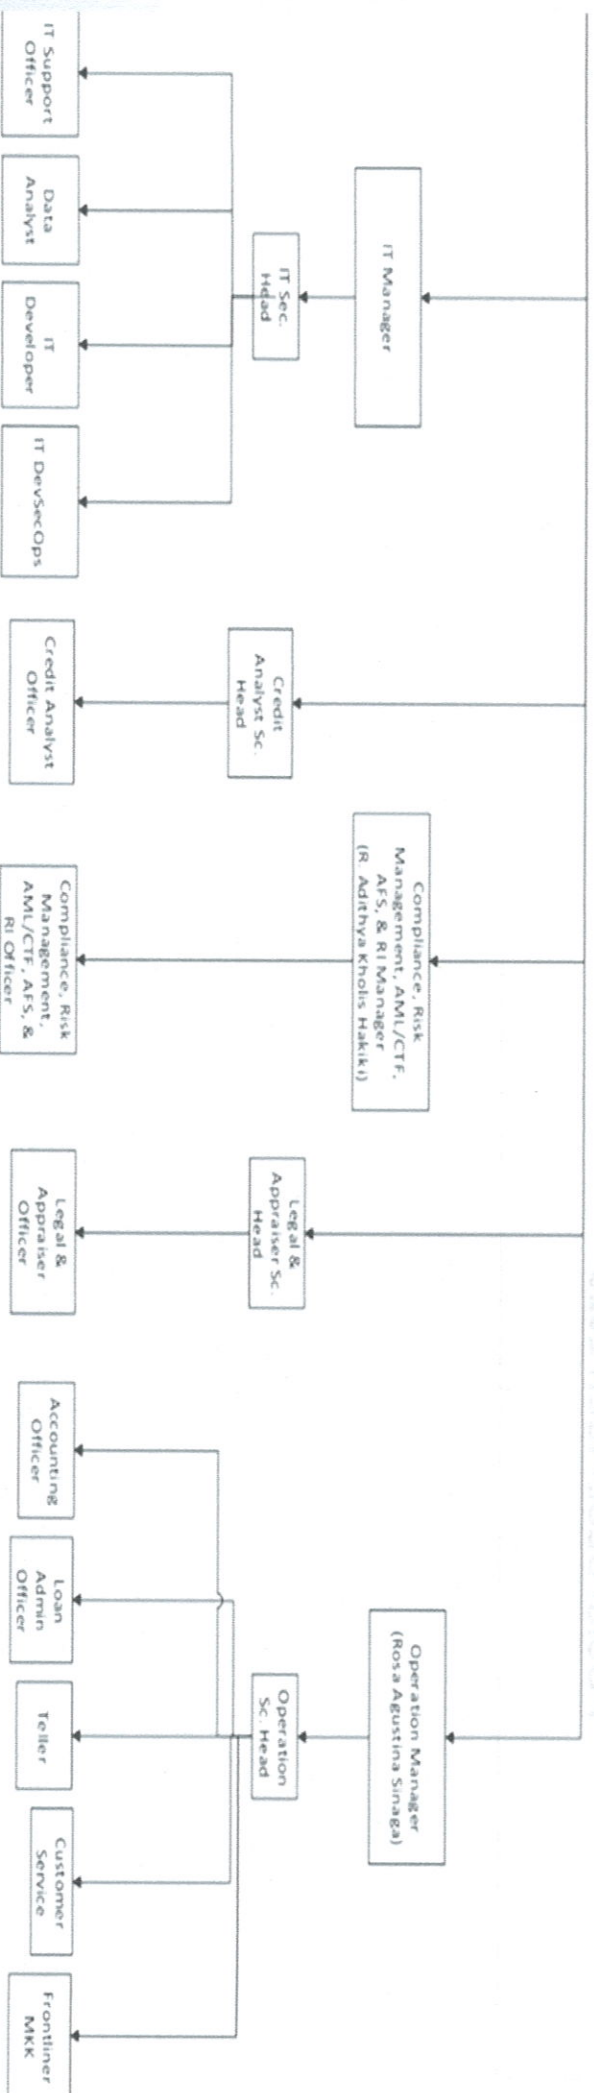 IT Manager
IT Sec.
Head
IT Support
Officer
Data
Analyst
IT
Developer
IT DevSecOps
Credit
Analyst Sc.
Head
Credit Analyst
Officer
Compliance, Risk
Management, AML/CTF,
AFS, & RI Manager
(R. Adithya Kholis Hakiki)
Compliance, Risk
Management,
AML/CTF, AFS, &
RI Officer
Legal &
Appraiser Sc.
Head
Legal &
Appraiser
Officer
Operation Manager
(Rosa Agustina Sinaga)
Operation
Sc. Head
Accounting
Officer
Loan
Admin
Officer
Teller
Customer
Service
Frontliner
MKK